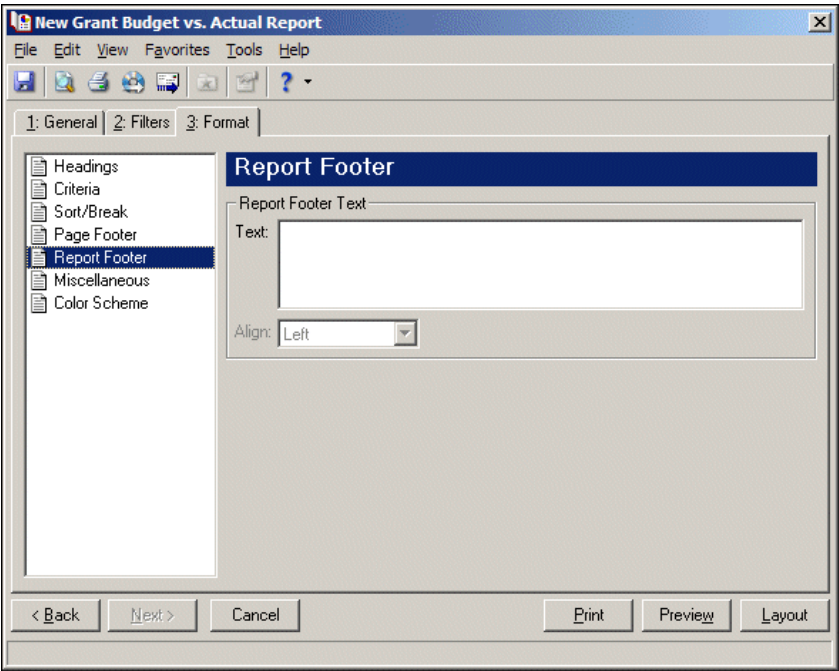 New Grant Budget vs. Actual Report
File Edit View Favorites Tools Help
1: General 2: Filters 3: Format
Headings
Criteria
Sort/Break
Page Footer
Report Footer
Miscellaneous
Color Scheme
Report Footer
Report Footer Text
Text:
Align: Left
< Back Next > Cancel Print Preview Layout